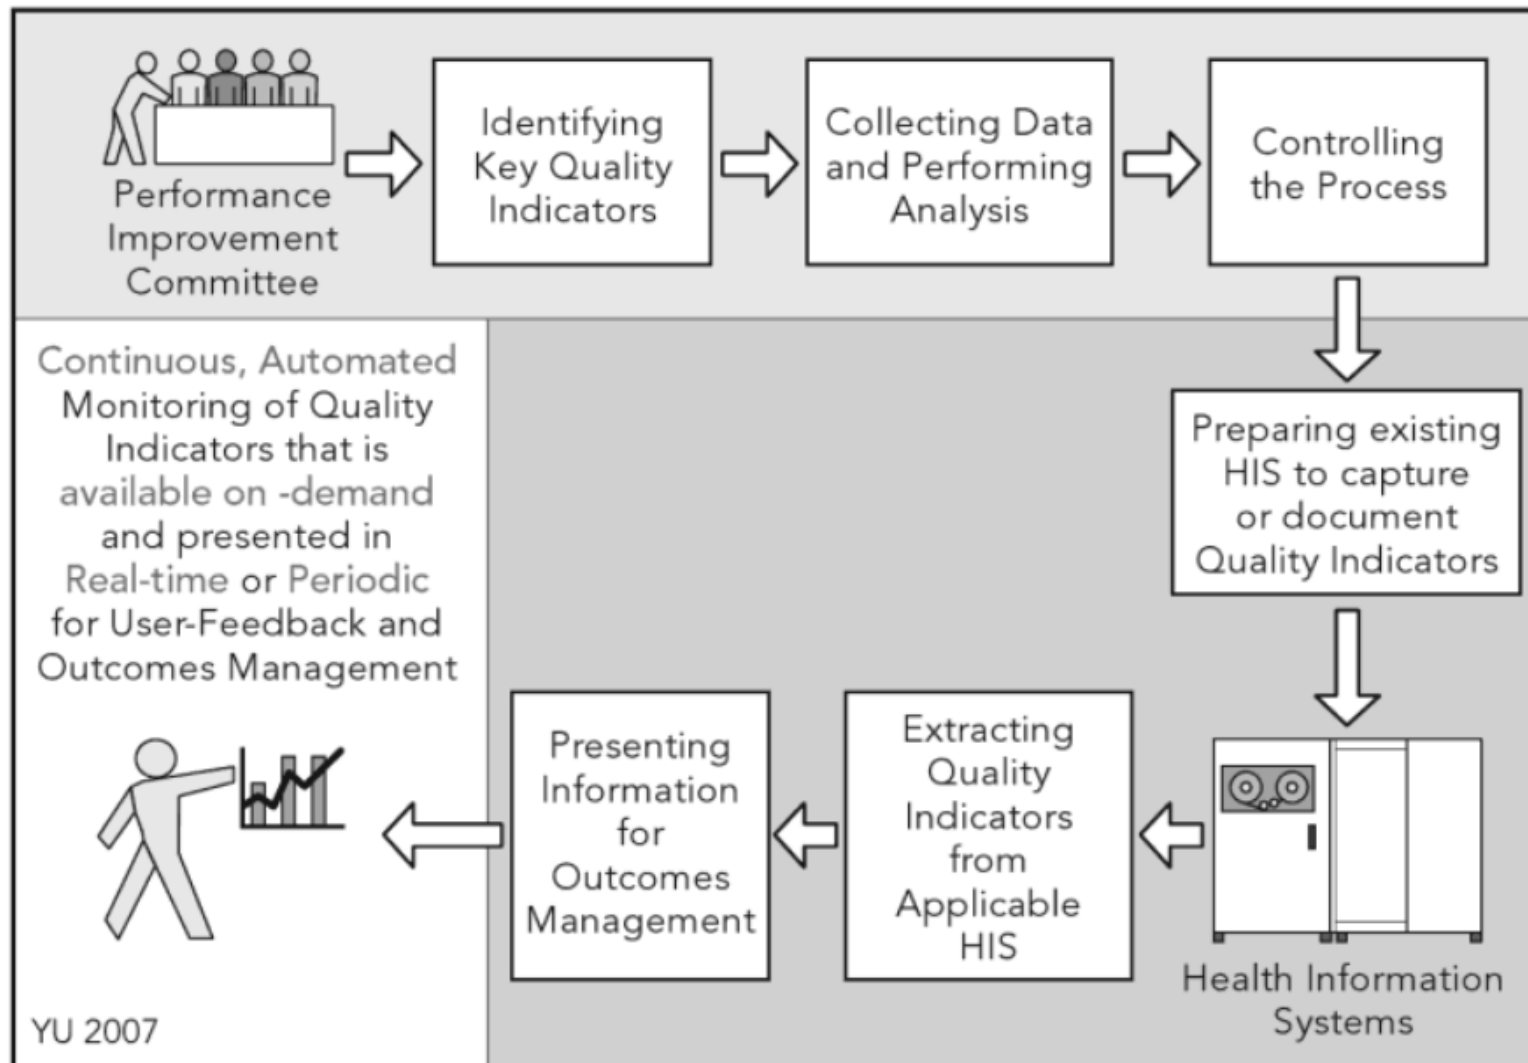 Performance
Improvement
Committee
Identifying
Key Quality
Indicators
Collecting Data
and Performing
Analysis
Controlling
the Process
Preparing existing
HIS to capture
or document
Quality Indicators
Health Information
Systems
Extracting
Quality
Indicators
from
Applicable
HIS
Presenting
Information
for
Outcomes
Management
Continuous, Automated
Monitoring of Quality
Indicators that is
available on -demand
and presented in
Real-time or Periodic
for User-Feedback and
Outcomes Management
YU 2007